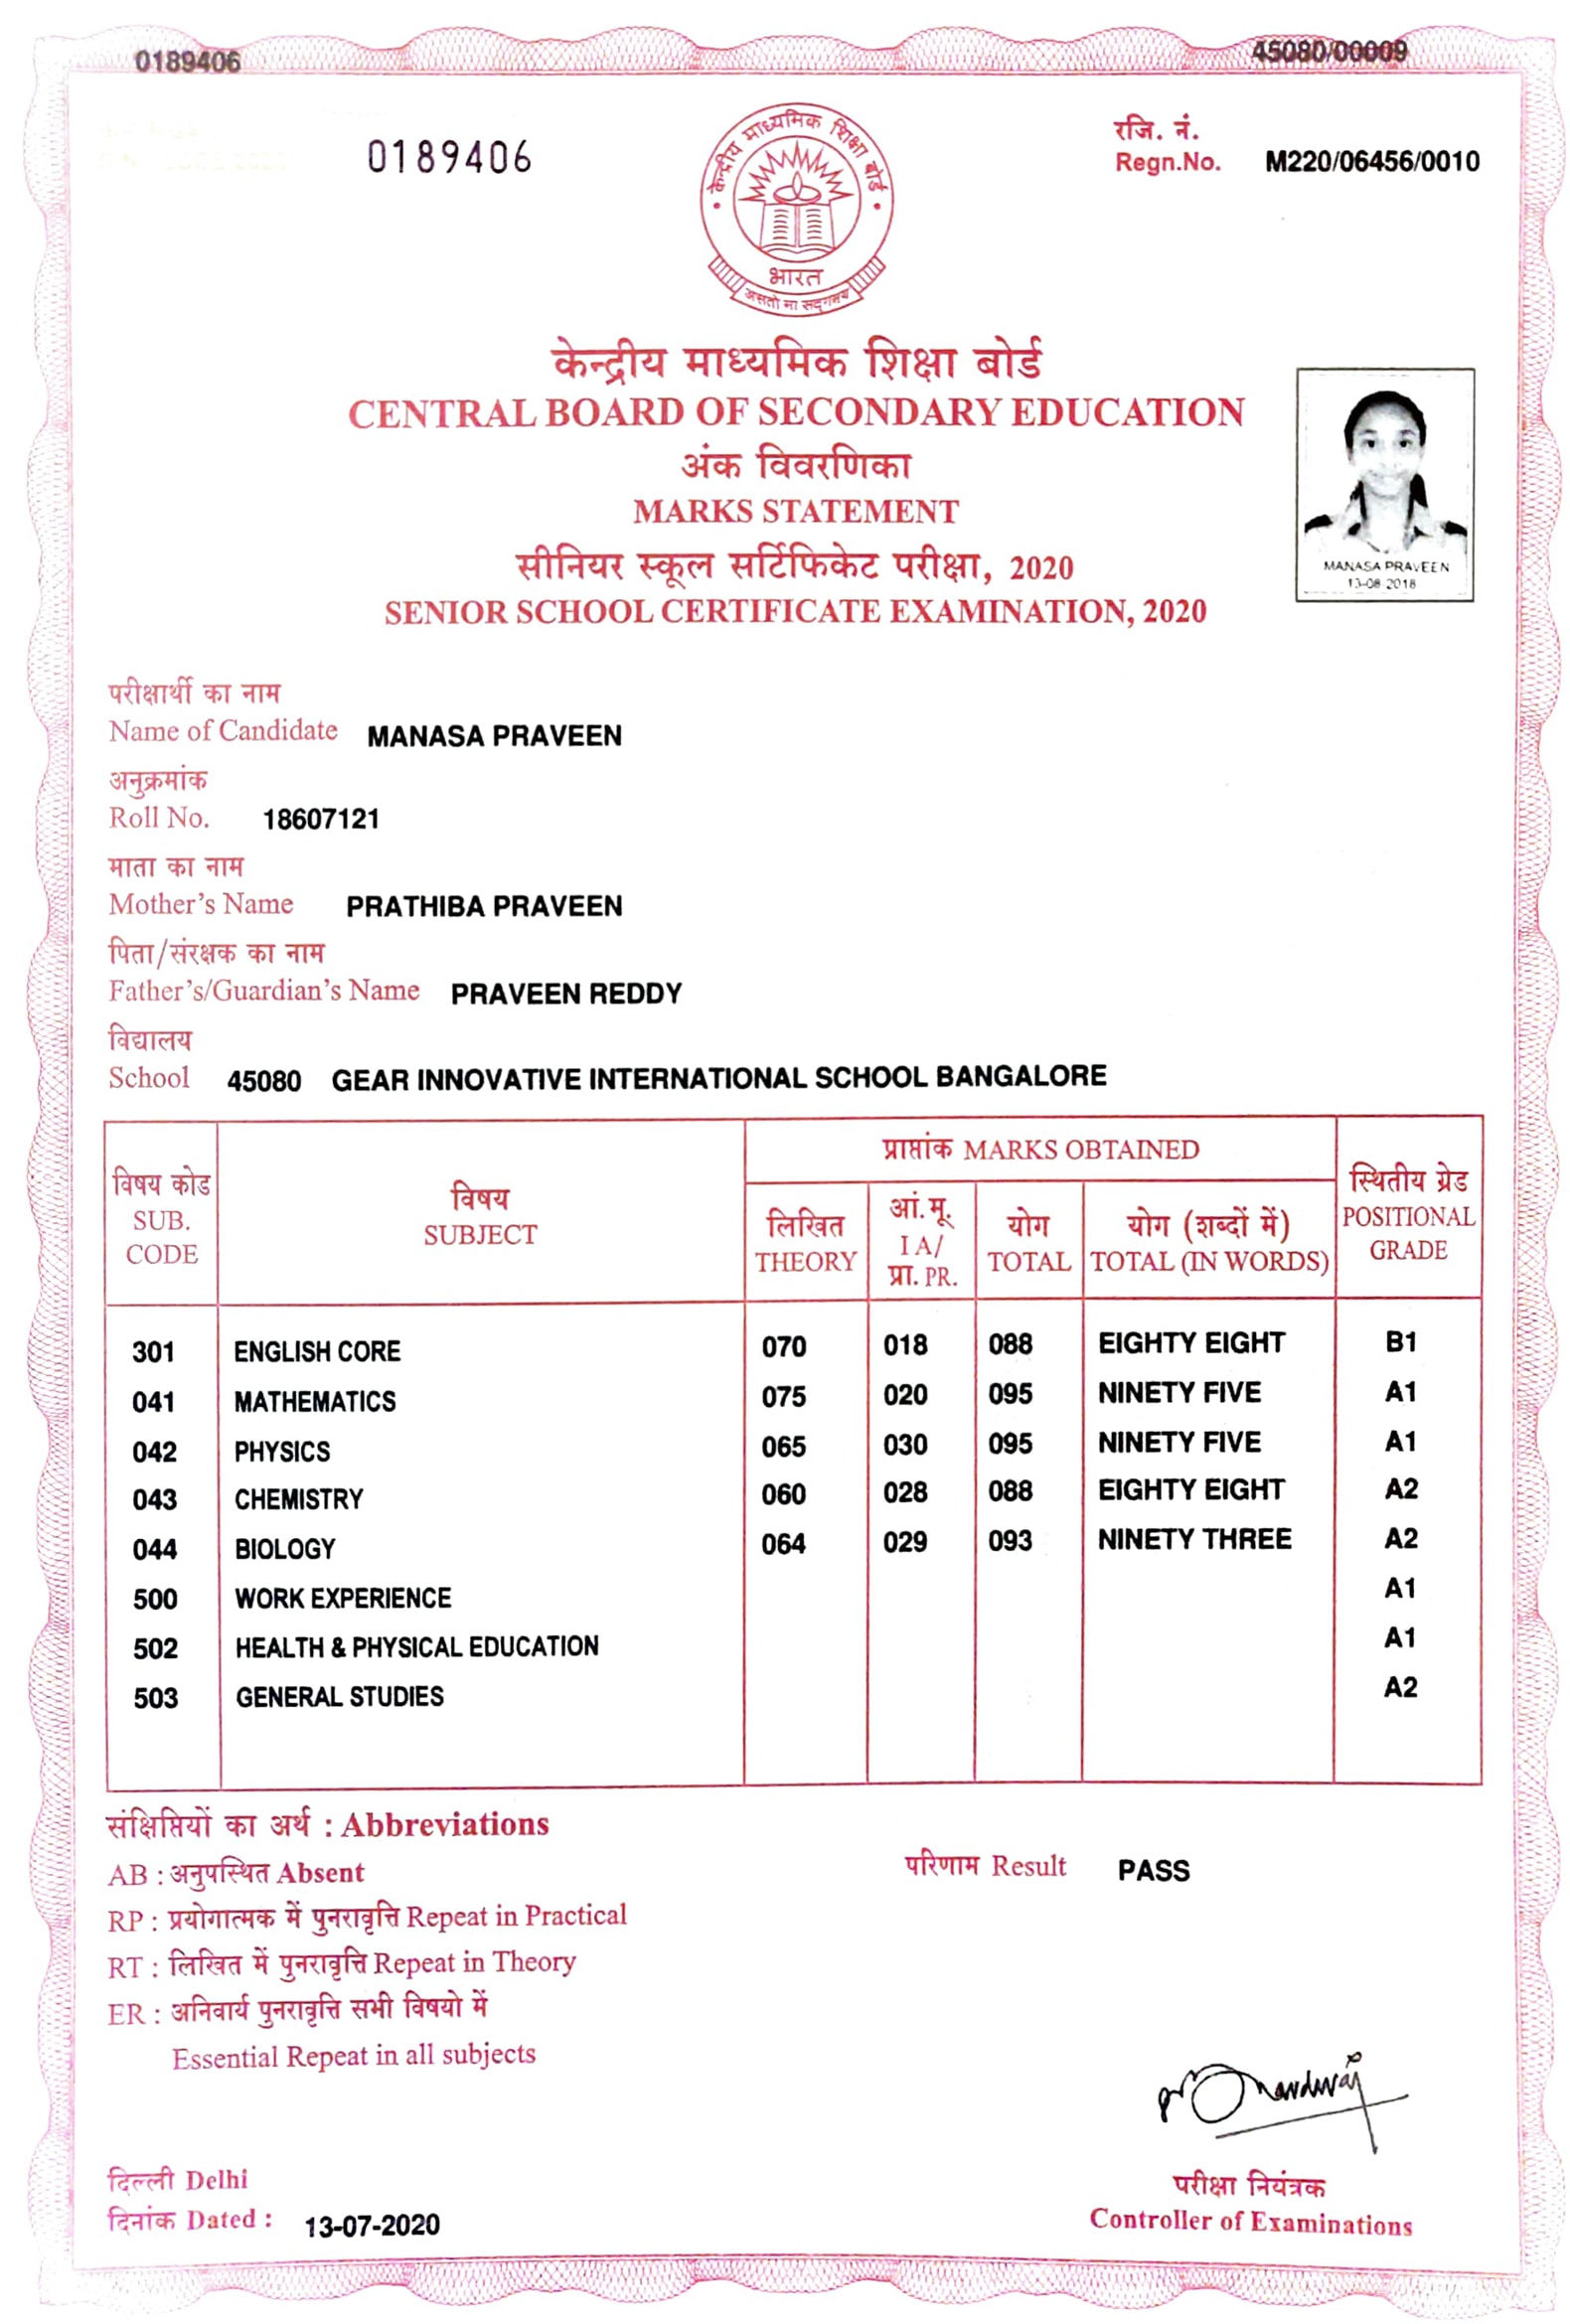 0189406
45080/00009
0189406
रजि. नं.
Regn.No. M220/06456/0010
केन्द्रीय माध्यमिक शिक्षा बोर्ड
भारत
असतो मा सद्गमय
केन्द्रीय माध्यमिक शिक्षा बोर्ड
CENTRAL BOARD OF SECONDARY EDUCATION
अंक विवरणिका
MARKS STATEMENT
सीनियर स्कूल सर्टिफिकेट परीक्षा, 2020
SENIOR SCHOOL CERTIFICATE EXAMINATION, 2020
MANASA PRAVEEN
13-08-2018
परीक्षार्थी का नाम
Name of Candidate MANASA PRAVEEN
अनुक्रमांक
Roll No. 18607121
माता का नाम
Mother's Name PRATHIBA PRAVEEN
पिता/संरक्षक का नाम
Father's/Guardian's Name PRAVEEN REDDY
विद्यालय
School 45080 GEAR INNOVATIVE INTERNATIONAL SCHOOL BANGALORE
विषय कोड
SUB.
CODE
विषय
SUBJECT
प्राप्तांक MARKS OBTAINED
लिखित
THEORY
आं.मू.
I A/
प्रा. PR.
योग
TOTAL
योग (शब्दों में)
TOTAL (IN WORDS)
स्थितीय ग्रेड
POSITIONAL
GRADE
301 ENGLISH CORE 070 018 088 EIGHTY EIGHT B1
041 MATHEMATICS 075 020 095 NINETY FIVE A1
042 PHYSICS 065 030 095 NINETY FIVE A1
043 CHEMISTRY 060 028 088 EIGHTY EIGHT A2
044 BIOLOGY 064 029 093 NINETY THREE A2
500 WORK EXPERIENCE A1
502 HEALTH & PHYSICAL EDUCATION A1
503 GENERAL STUDIES A2
संक्षिप्तियों का अर्थ : Abbreviations
AB : अनुपस्थित Absent
परिणाम Result PASS
RP : प्रयोगात्मक में पुनरावृत्ति Repeat in Practical
RT : लिखित में पुनरावृत्ति Repeat in Theory
ER : अनिवार्य पुनरावृत्ति सभी विषयो में
Essential Repeat in all subjects
दिल्ली Delhi
दिनांक Dated : 13-07-2020
परीक्षा नियंत्रक
Controller of Examinations